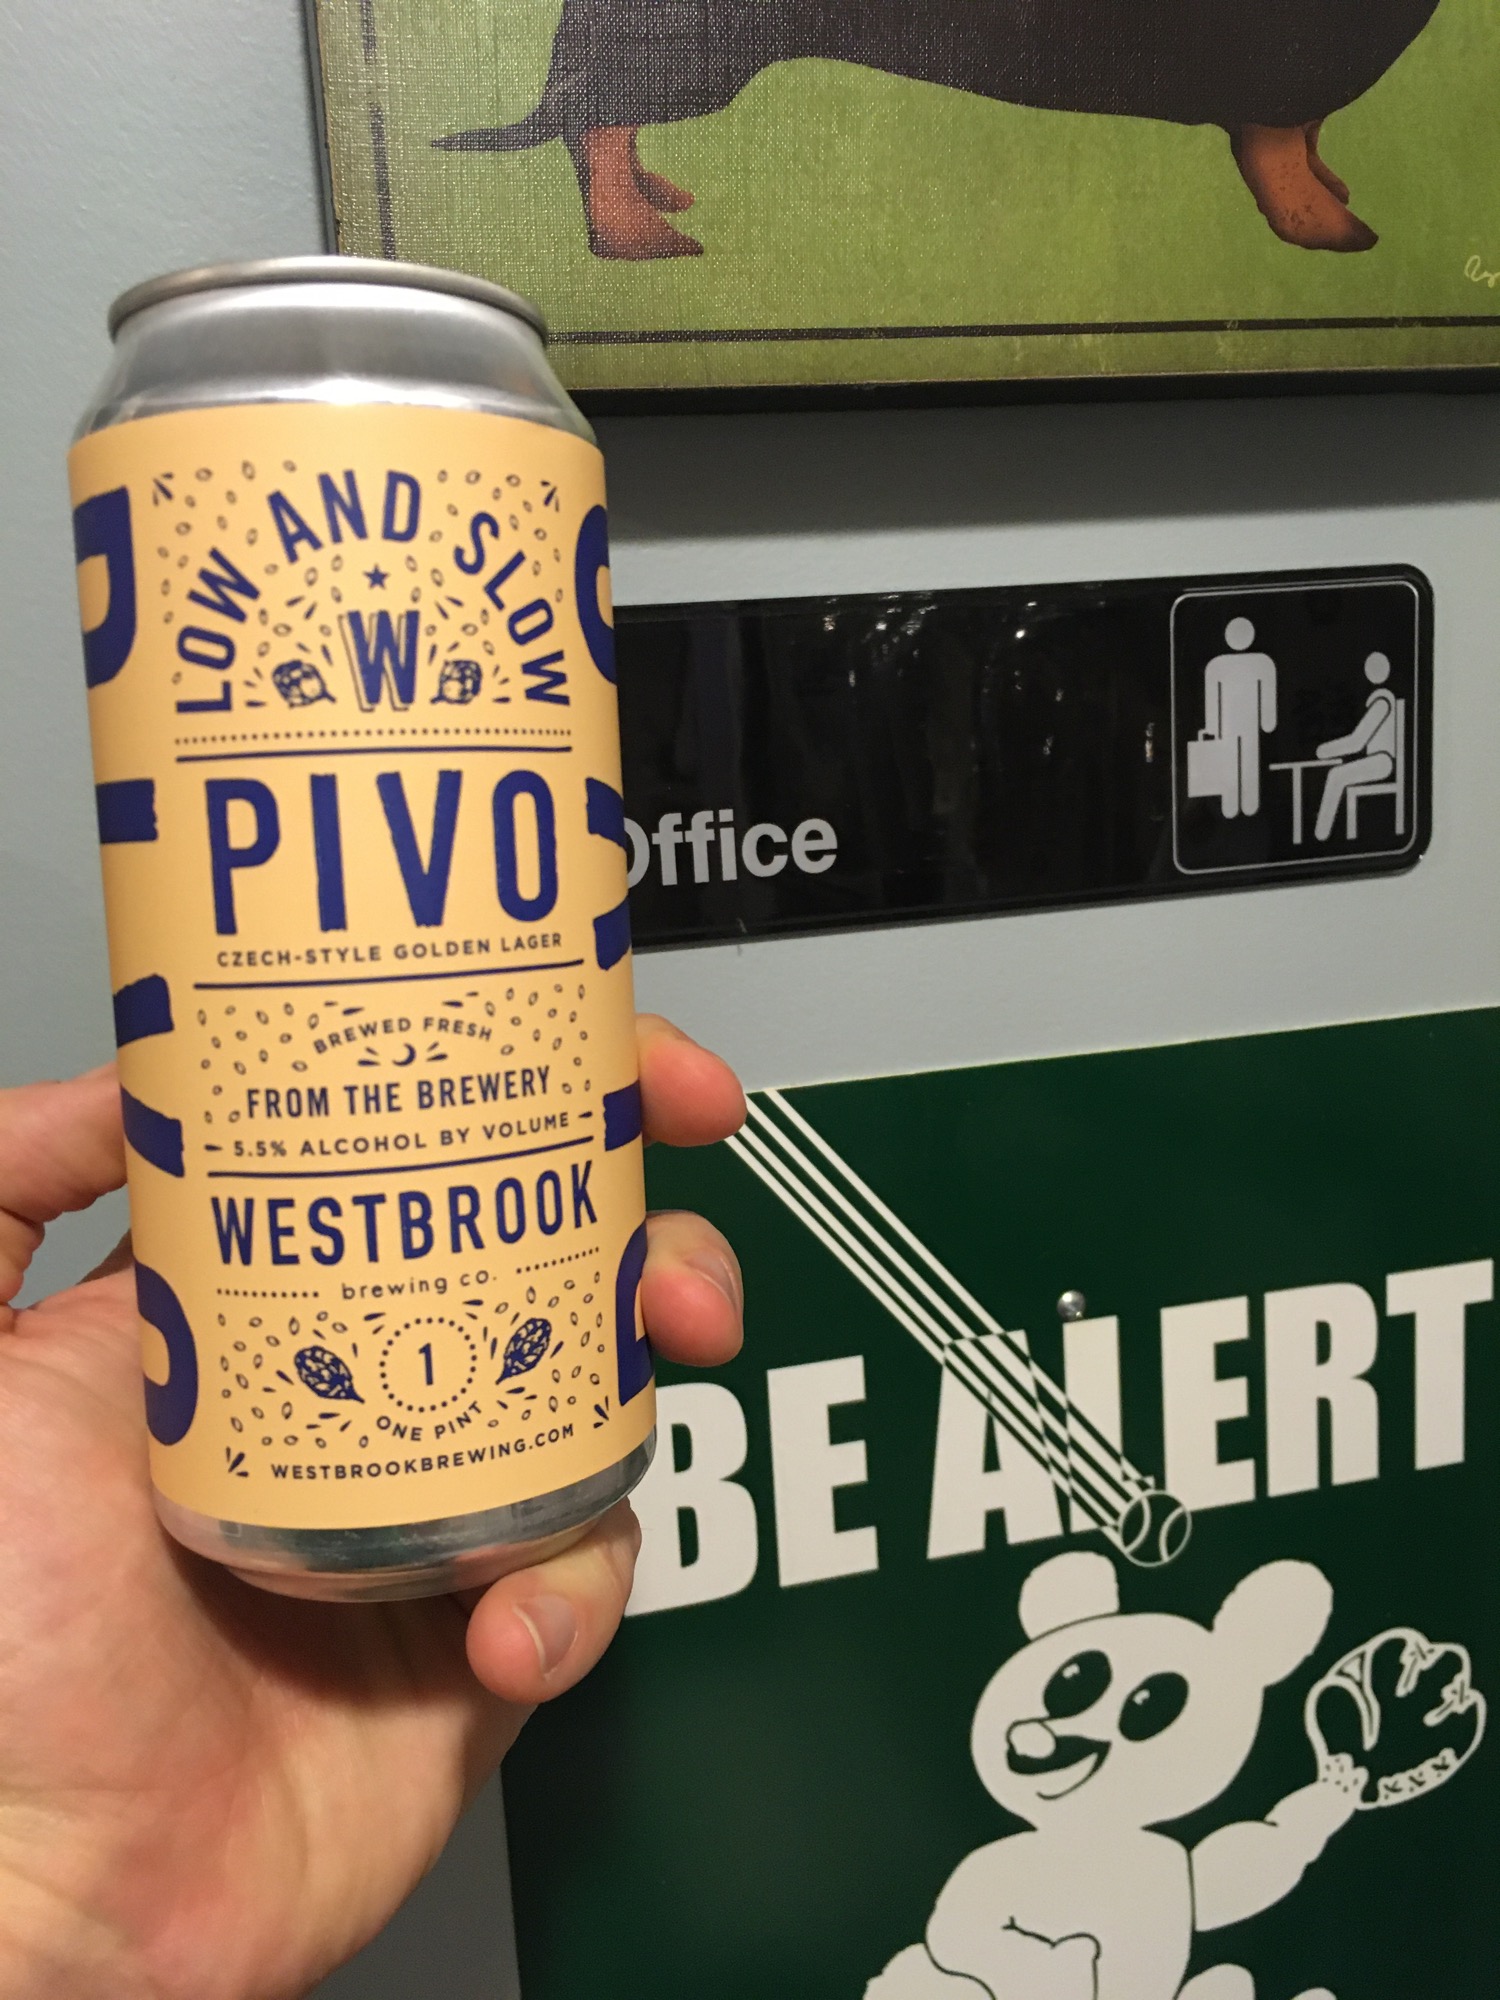 LOW AND SLOW
W
PIVO
CZECH-STYLE GOLDEN LAGER
BREWED FRESH
FROM THE BREWERY
5.5% ALCOHOL BY VOLUME
WESTBROOK
brewing co.
1
ONE PINT
WESTBROOKBREWING.COM
Office
BE ALERT